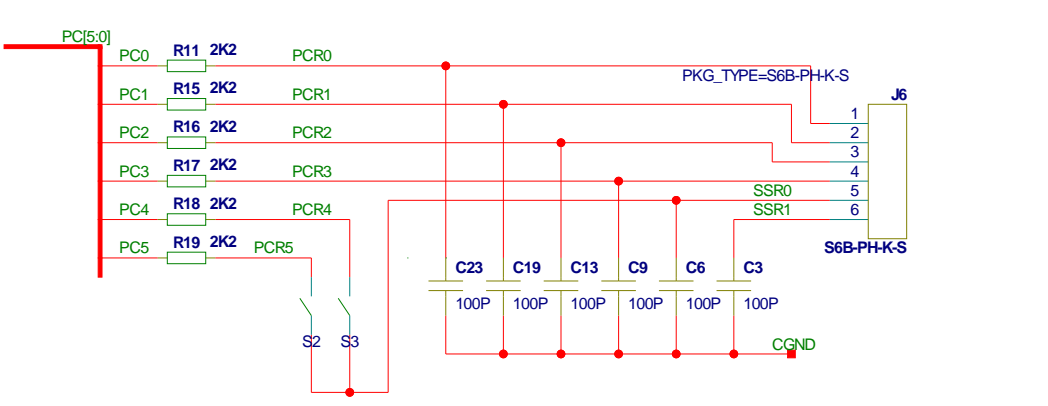 PC[5:0]
PC0 R11 2K2 PCR0
PKG_TYPE=S6B-PH-K-S
PC1 R15 2K2 PCR1
J6
1
PC2 R16 2K2 PCR2
2
3
PC3 R17 2K2 PCR3
4
SSR0 5
PC4 R18 2K2 PCR4
SSR1 6
PC5 R19 2K2 PCR5
S6B-PH-K-S
C23 C19 C13 C9 C6 C3
100P 100P 100P 100P 100P 100P
S2 S3
CGND